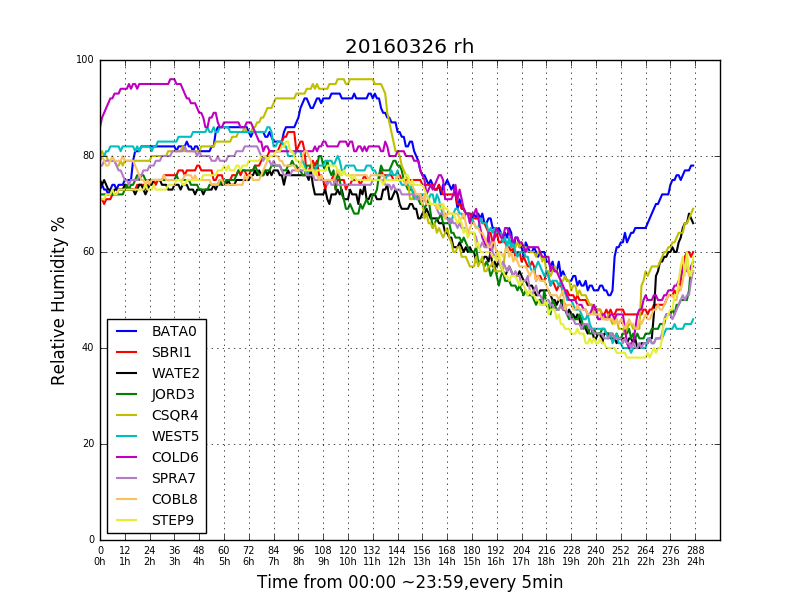 20160326 rh
100
80
60
40
20
0
Relative Humidity %
BATA0
SBRI1
WATE2
JORD3
CSQR4
WEST5
COLD6
SPRA7
COBL8
STEP9
0 12 24 36 48 60 72 84 96 108 120 132 144 156 168 180 192 204 216 228 240 252 264 276 288
0h 1h 2h 3h 4h 5h 6h 7h 8h 9h 10h 11h 12h 13h 14h 15h 16h 17h 18h 19h 20h 21h 22h 23h 24h
Time from 00:00 ~23:59,every 5min